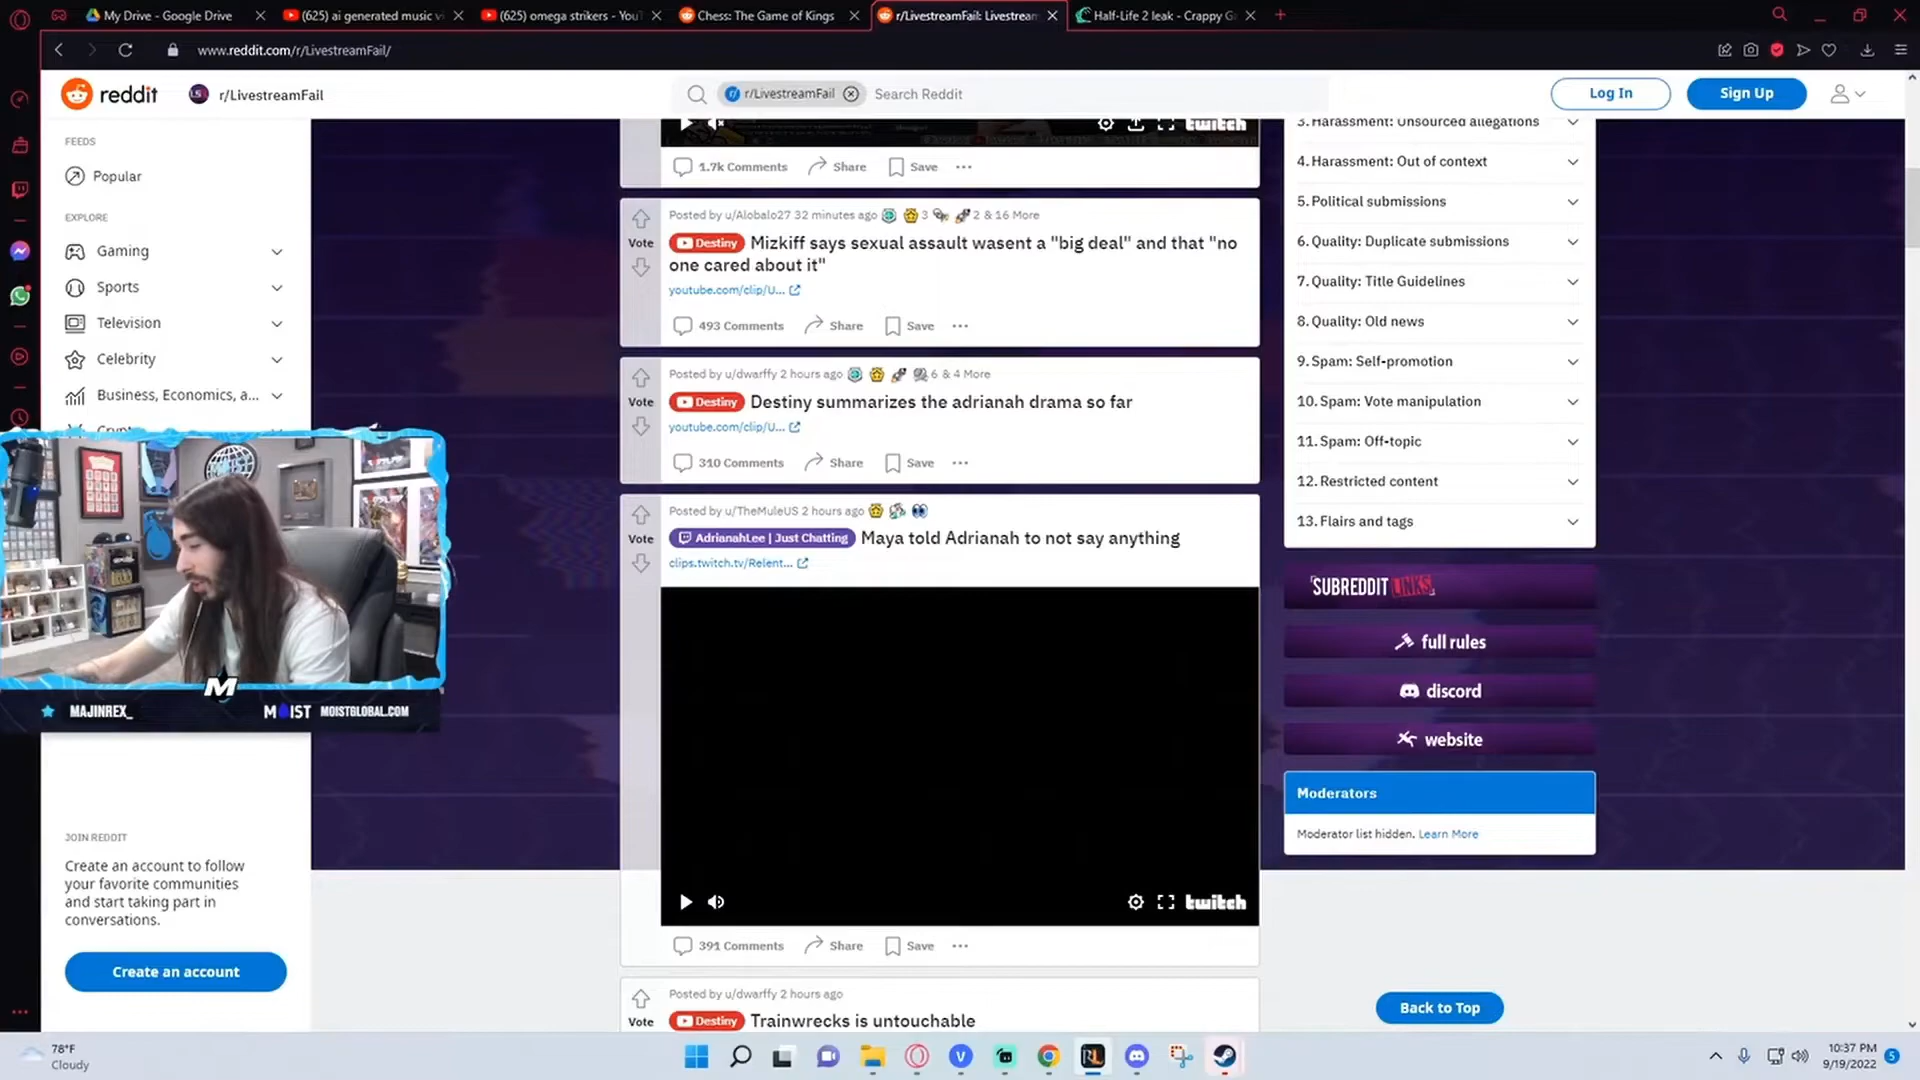 My Drive - Google Drive
(625) ai generated music vi
(625) omega strikers - YouT
Chess: The Game of Kings
r/LivestreamFail: Livestream
Half-Life 2 leak - Crappy G
www.reddit.com/r/LivestreamFail/
reddit
r/LivestreamFail
r/LivestreamFail
Search Reddit
Log In
Sign Up
FEEDS
Popular
EXPLORE
Gaming
Sports
Television
Celebrity
Business, Economics, a...
MAJINREX_
MOIST
MOISTGLOBAL.COM
JOIN REDDIT
Create an account to follow
your favorite communities
and start taking part in
conversations.
Create an account
twitch
1.7k Comments Share Save
Posted by u/Alobalo27 32 minutes ago 3 2 & 16 More
Vote
Destiny Mizkiff says sexual assault wasent a "big deal" and that "no
one cared about it"
youtube.com/clip/U...
493 Comments Share Save
Posted by u/dwarffy 2 hours ago 6 & 4 More
Vote
Destiny Destiny summarizes the adrianah drama so far
youtube.com/clip/U...
310 Comments Share Save
Posted by u/TheMuleUS 2 hours ago
Vote
AdrianahLee | Just Chatting Maya told Adrianah to not say anything
clips.twitch.tv/Relent...
twitch
391 Comments Share Save
Posted by u/dwarffy 2 hours ago
Vote
Destiny Trainwrecks is untouchable
3. Harassment: Unsourced allegations
4. Harassment: Out of context
5. Political submissions
6. Quality: Duplicate submissions
7. Quality: Title Guidelines
8. Quality: Old news
9. Spam: Self-promotion
10. Spam: Vote manipulation
11. Spam: Off-topic
12. Restricted content
13. Flairs and tags
SUBREDDIT LINKS
full rules
discord
website
Moderators
Moderator list hidden. Learn More
Back to Top
78°F
Cloudy
10:37 PM
9/19/2022
5